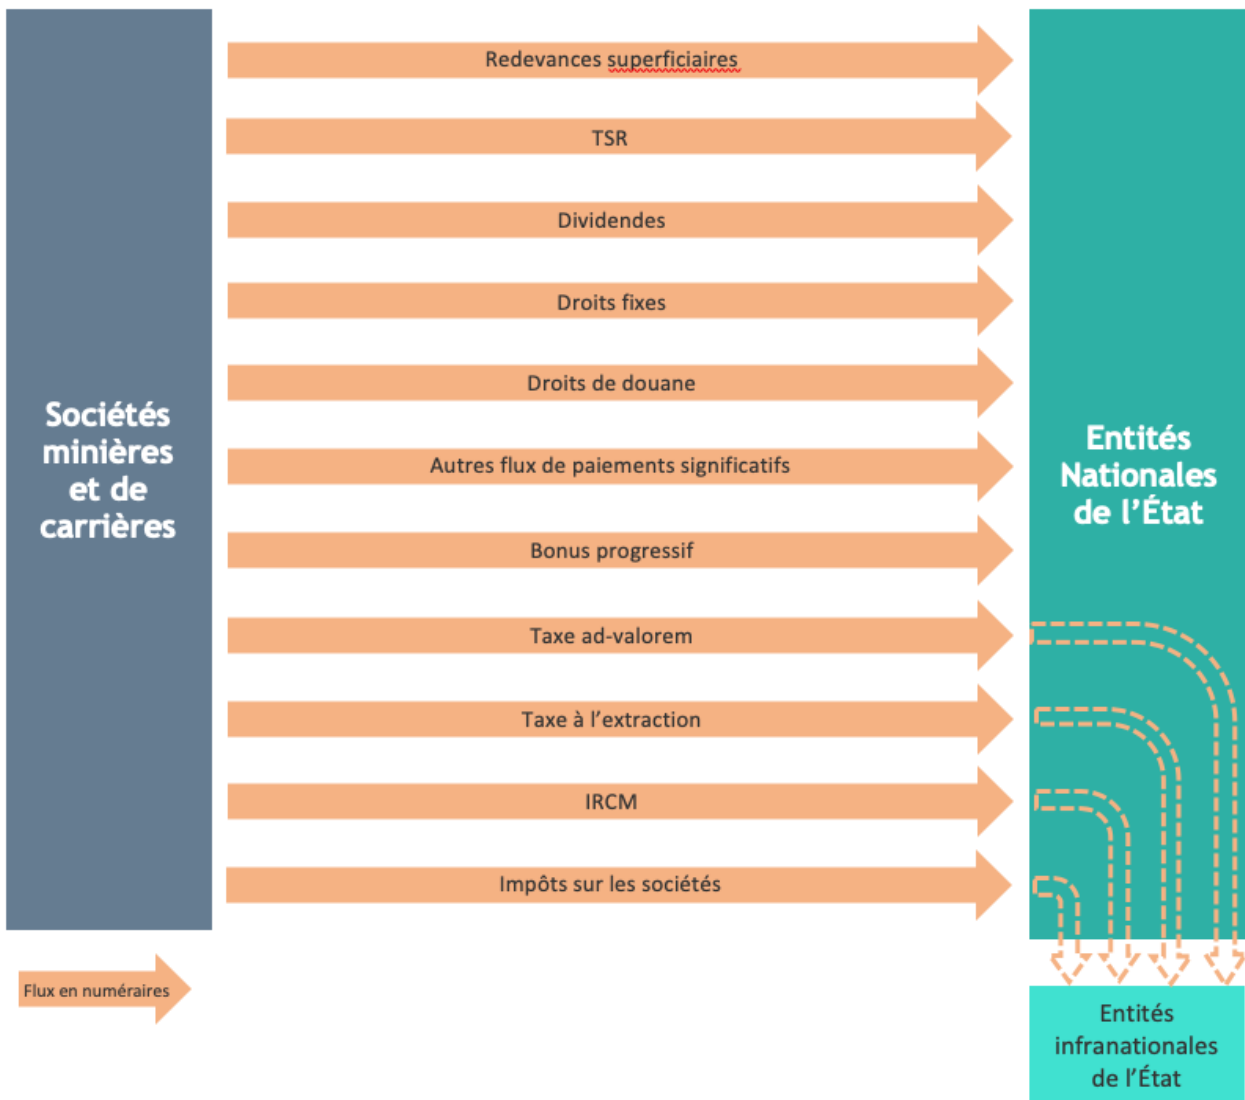 Redevances superficiaires
TSR
Dividendes
Droits fixes
Droits de douane
Autres flux de paiements significatifs
Bonus progressif
Taxe ad-valorem
Taxe à l’extraction
IRCM
Impôts sur les sociétés
Sociétés
minières
et de
carrières
Entités
Nationales
de l’État
Flux en numéraires
Entités
infranationales
de l’État